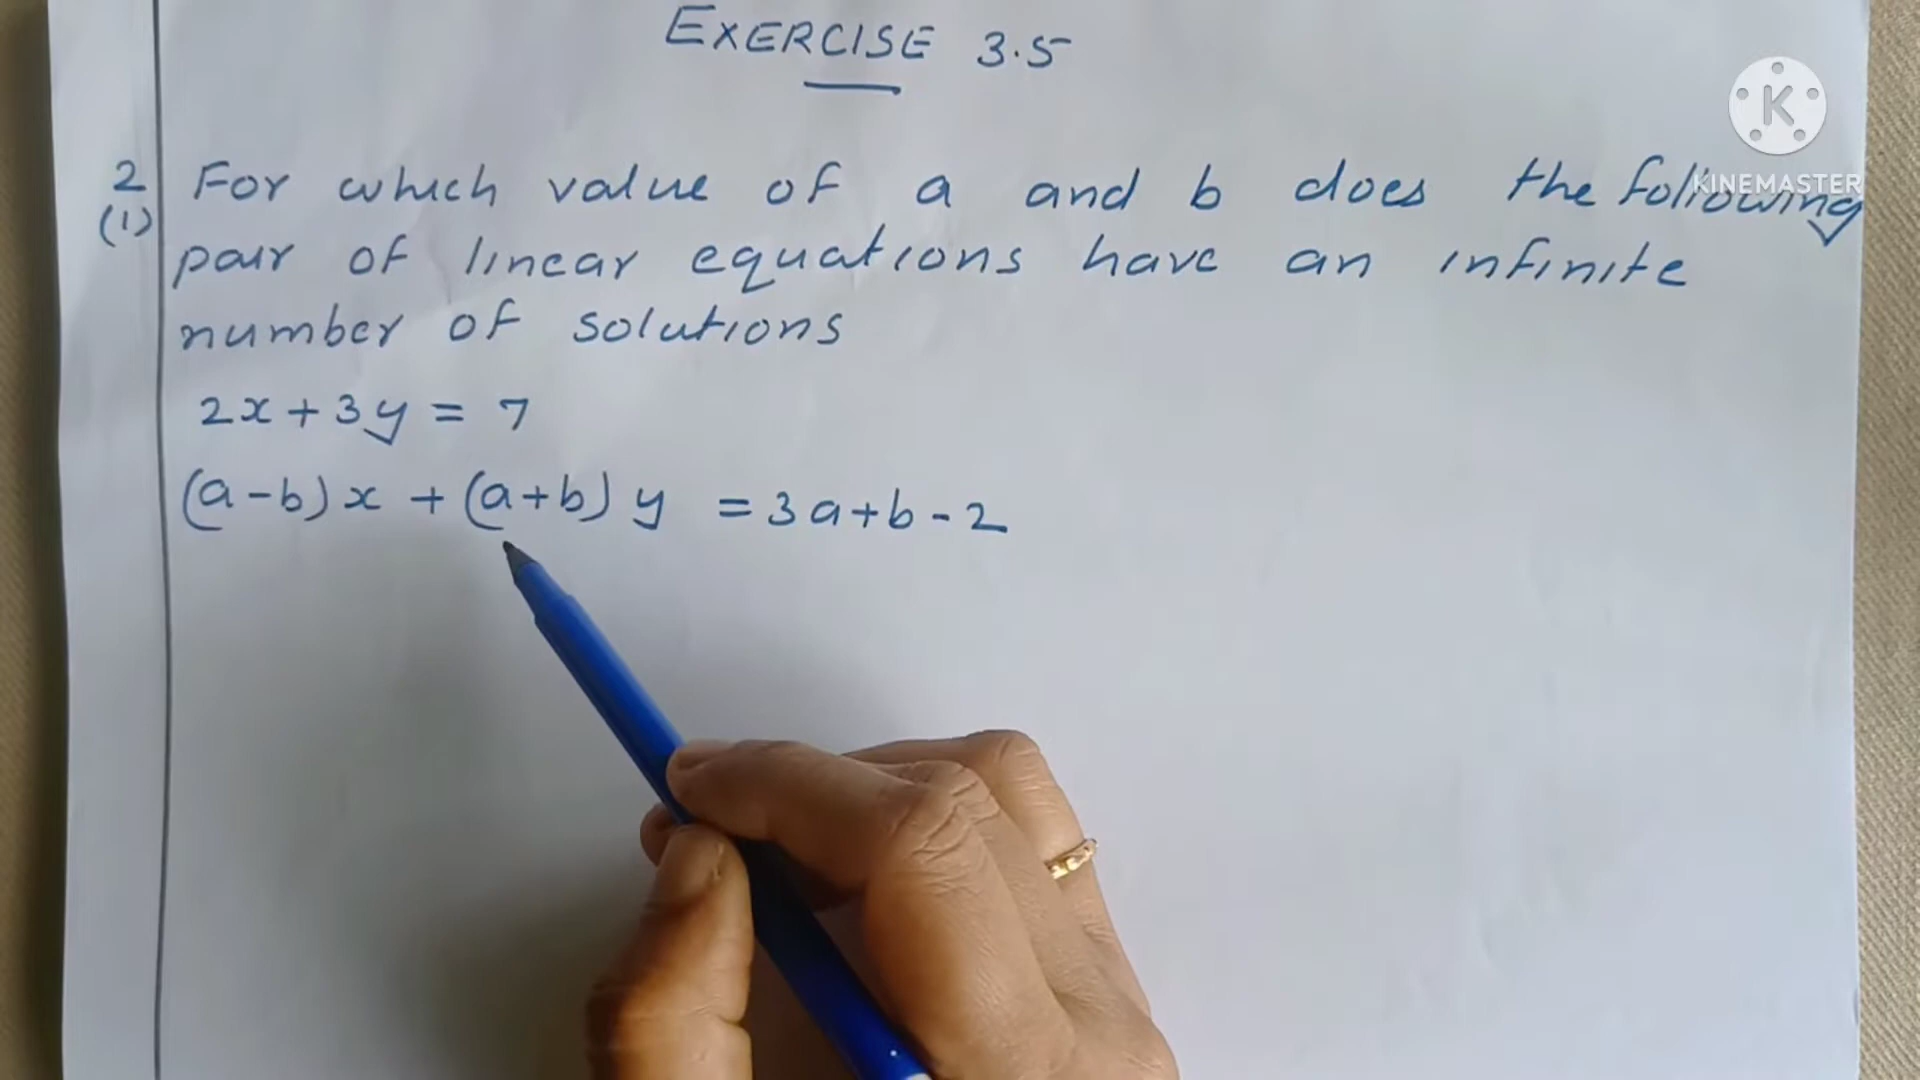 EXERCISE 3.5
K
KINEMASTER
2 For which value of a and b does the following
(1) pair of linear equations have an infinite
number of solutions
2x + 3y = 7
(a-b)x + (a+b)y = 3a+b-2